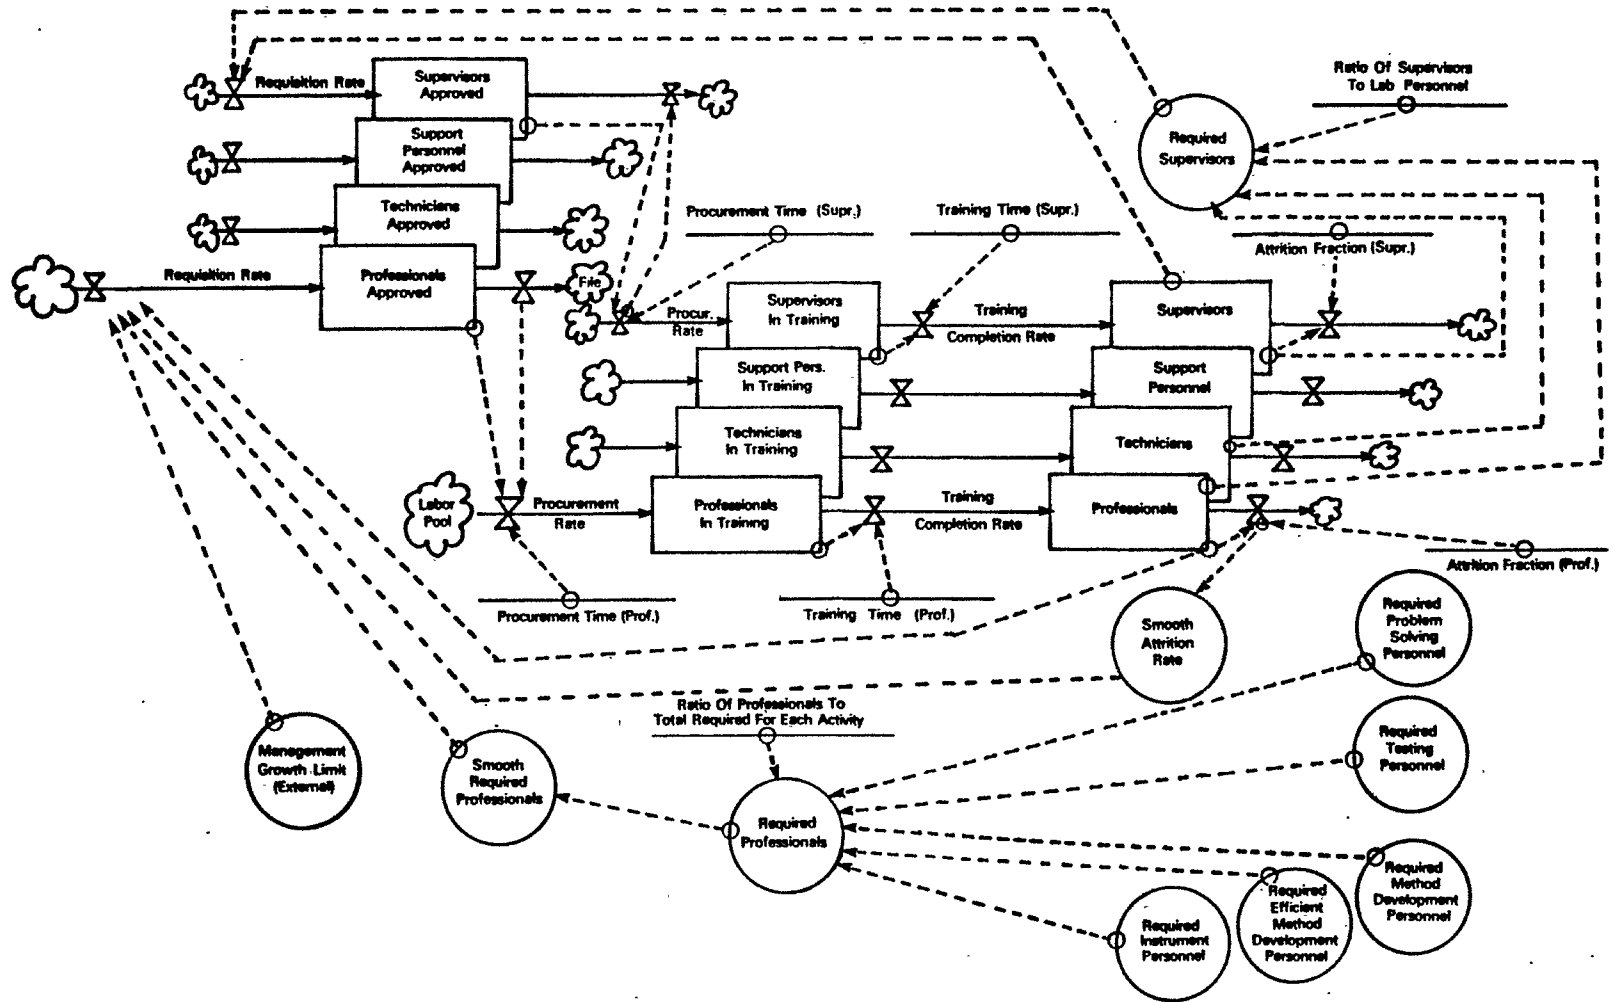 Requisition Rate
Supervisors
Approved
Support
Personnel
Approved
Technicians
Approved
Requisition Rate
Professionals
Approved
File
Ratio Of Supervisors
To Lab Personnel
Required
Supervisors
Procurement Time (Supr.)
Training Time (Supr.)
Attrition Fraction (Supr.)
Procur.
Rate
Supervisors
In Training
Training
Completion Rate
Supervisors
Support Pers.
In Training
Support
Personnel
Technicians
In Training
Technicians
Labor
Pool
Procurement
Rate
Professionals
In Training
Training
Completion Rate
Professionals
Attrition Fraction (Prof.)
Procurement Time (Prof.)
Training Time (Prof.)
Smooth
Attrition
Rate
Required
Problem
Solving
Personnel
Ratio Of Professionals To
Total Required For Each Activity
Required
Testing
Personnel
Management
Growth Limit
(External)
Smooth
Required
Professionals
Required
Professionals
Required
Method
Development
Personnel
Required
Efficient
Method
Development
Personnel
Required
Instrument
Personnel